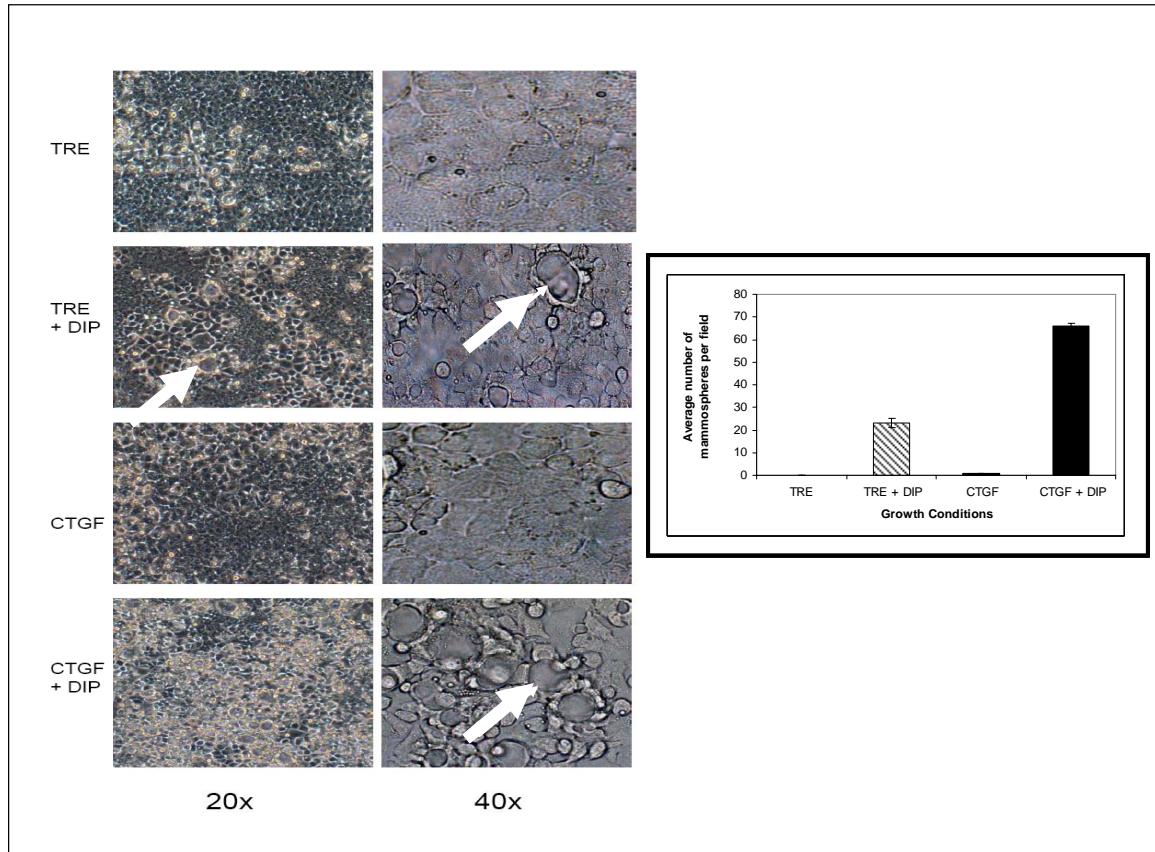 TRE
TRE
+ DIP
CTGF
CTGF
+ DIP
20x
40x
Average number of
mammospheres per field
80
70
60
50
40
30
20
10
0
TRE
TRE + DIP
CTGF
CTGF + DIP
Growth Conditions